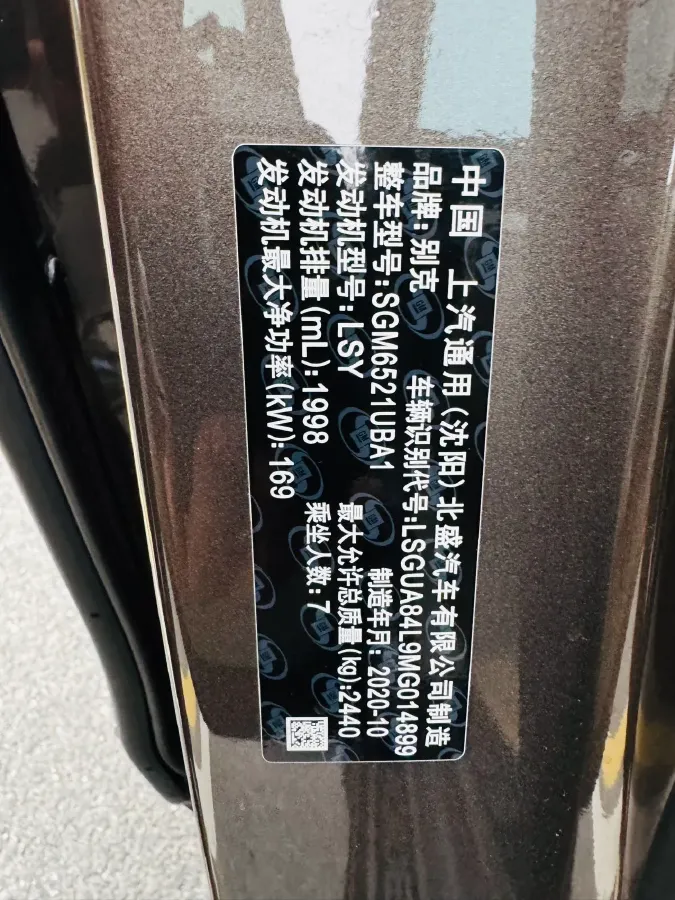 中国 上汽通用(沈阳)北盛汽车有限公司制造
品牌:别克 车辆识别代号:LSGUA84L9MG014899
整车型号:SGM6521UBA1 制造年月:2020-10
发动机型号:LSY 最大允许总质量(kg):2440
发动机排量(mL):1998 乘坐人数:7
发动机最大净功率(kW):169